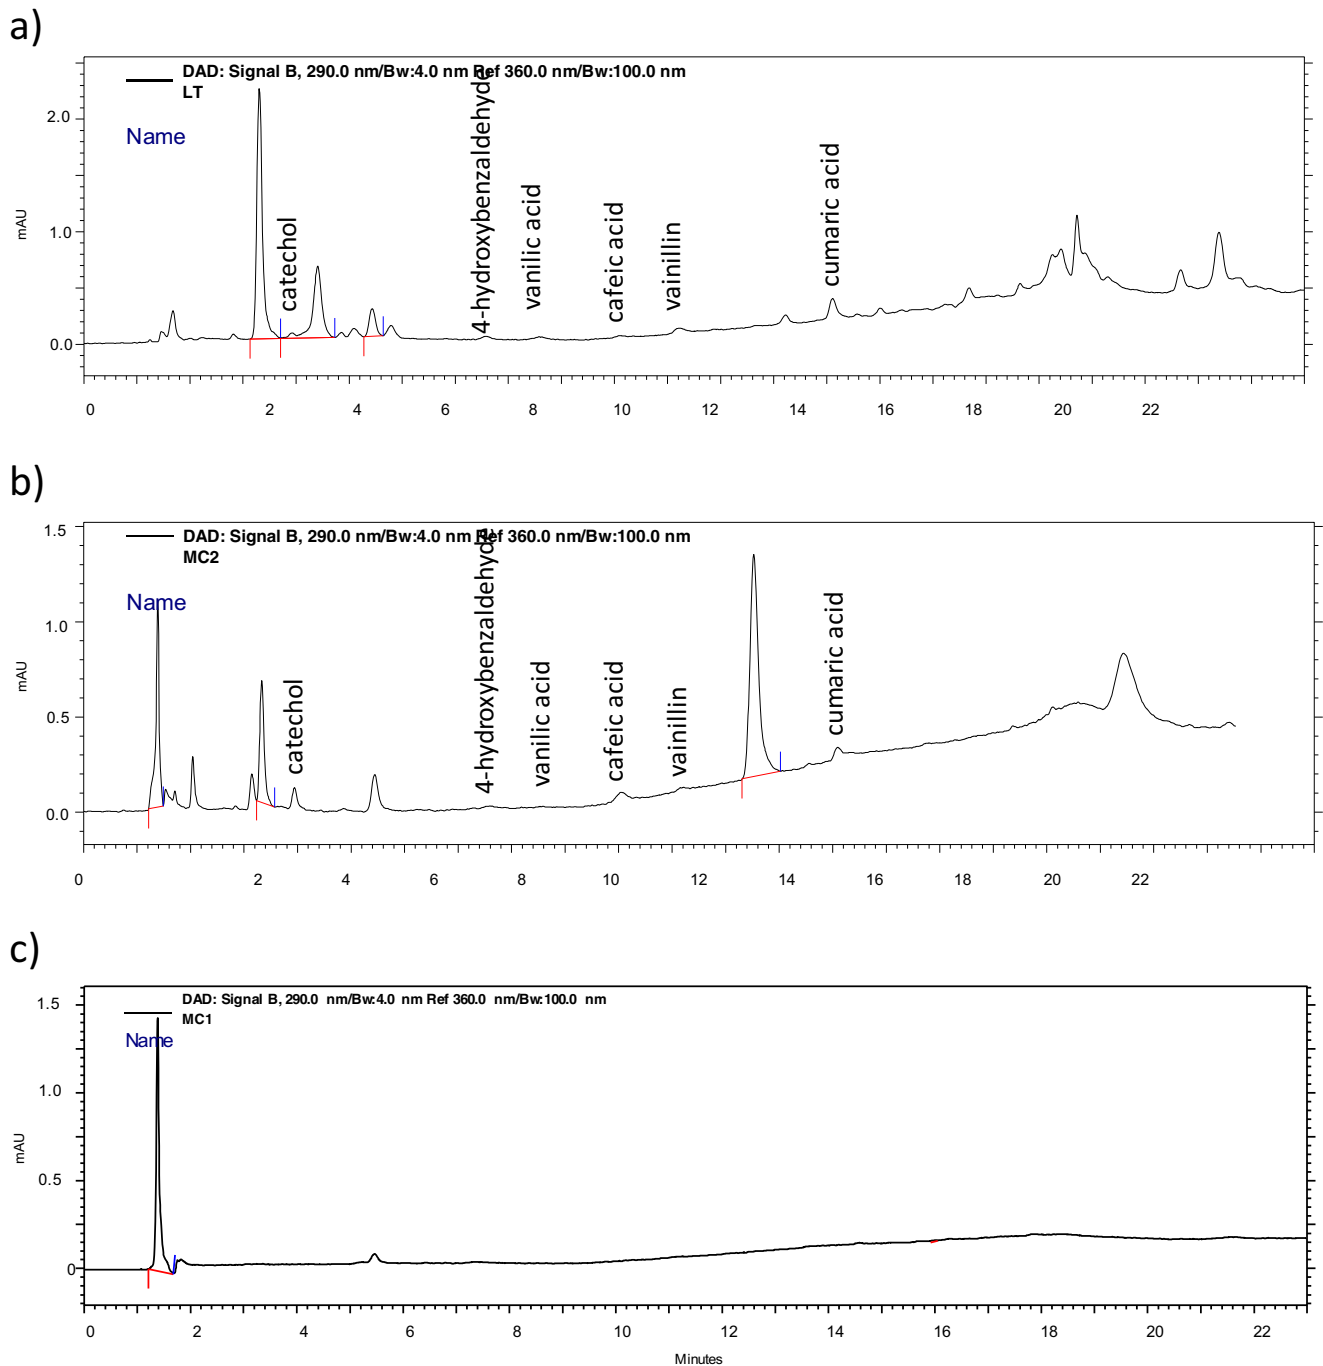 a)
DAD: Signal B, 290.0 nm/Bw:4.0 nm Ref 360.0 nm/Bw:100.0 nm
LT
Name
2.0
1.0
0.0
mAU
catechol
4-hydroxybenzaldehyde
vanilic acid
cafeic acid
vainillin
cumaric acid
0 2 4 6 8 10 12 14 16 18 20 22
b)
DAD: Signal B, 290.0 nm/Bw:4.0 nm Ref 360.0 nm/Bw:100.0 nm
MC2
Name
1.5
1.0
0.5
0.0
mAU
catechol
4-hydroxybenzaldehyde
vanilic acid
cafeic acid
vainillin
cumaric acid
0 2 4 6 8 10 12 14 16 18 20 22
c)
DAD: Signal B, 290.0 nm/Bw:4.0 nm Ref 360.0 nm/Bw:100.0 nm
MC1
Name
1.5
1.0
0.5
0
mAU
0 2 4 6 8 10 12 14 16 18 20 22
Minutes